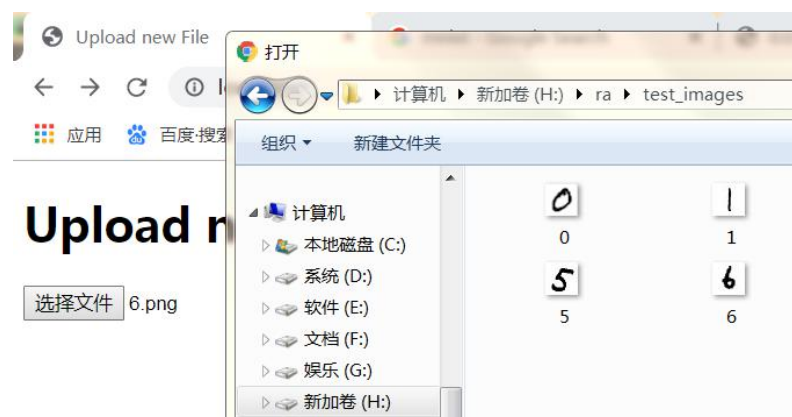 Upload new File
打开
计算机 新加卷 (H:) ra test_images
应用 百度·搜索
组织 新建文件夹
Upload
计算机
本地磁盘 (C:)
系统 (D:)
软件 (E:)
文档 (F:)
娱乐 (G:)
新加卷 (H:)
选择文件 6.png
0 1
0 1
5 6
5 6